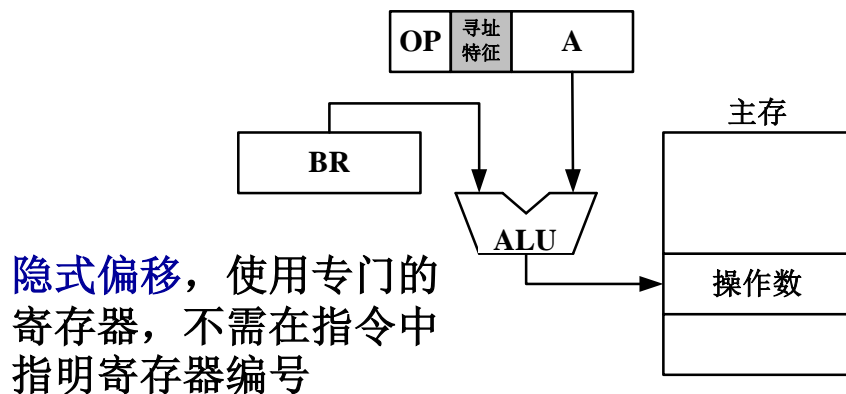 OP
寻址
特征
A
主存
BR
ALU
操作数
隐式偏移，使用专门的
寄存器，不需在指令中
指明寄存器编号